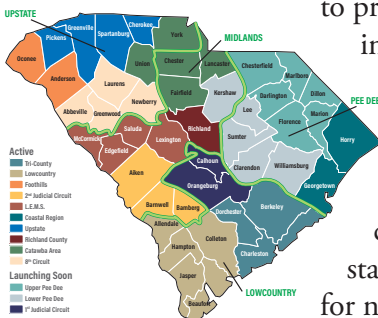 UPSTATE
to pr
in
MIDLANDS
PEE DEE
Cherokee
Greenville
Spartanburg
Pickens
York
Oconee
Union
Chester
Lancaster
Chesterfield
Marlboro
Anderson
Laurens
Fairfield
Kershaw
Darlington
Dillon
Abbeville
Newberry
Lee
Florence
Marion
Greenwood
McCormick
Saluda
Richland
Sumter
Horry
Edgefield
Lexington
Calhoun
Clarendon
Williamsburg
Aiken
Orangeburg
Georgetown
Barnwell
Bamberg
Dorchester
Berkeley
Allendale
Colleton
Hampton
Charleston
Jasper
Beaufort
LOWCOUNTRY
Active
Tri-County
Lowcountry
Foothills
2nd Judicial Circuit
L.E.M.S.
Coastal Region
Upstate
Richland County
Catawba Area
8th Circuit
Launching Soon
Upper Pee Dee
Lower Pee Dee
1st Judicial Circuit
c
sta
for n